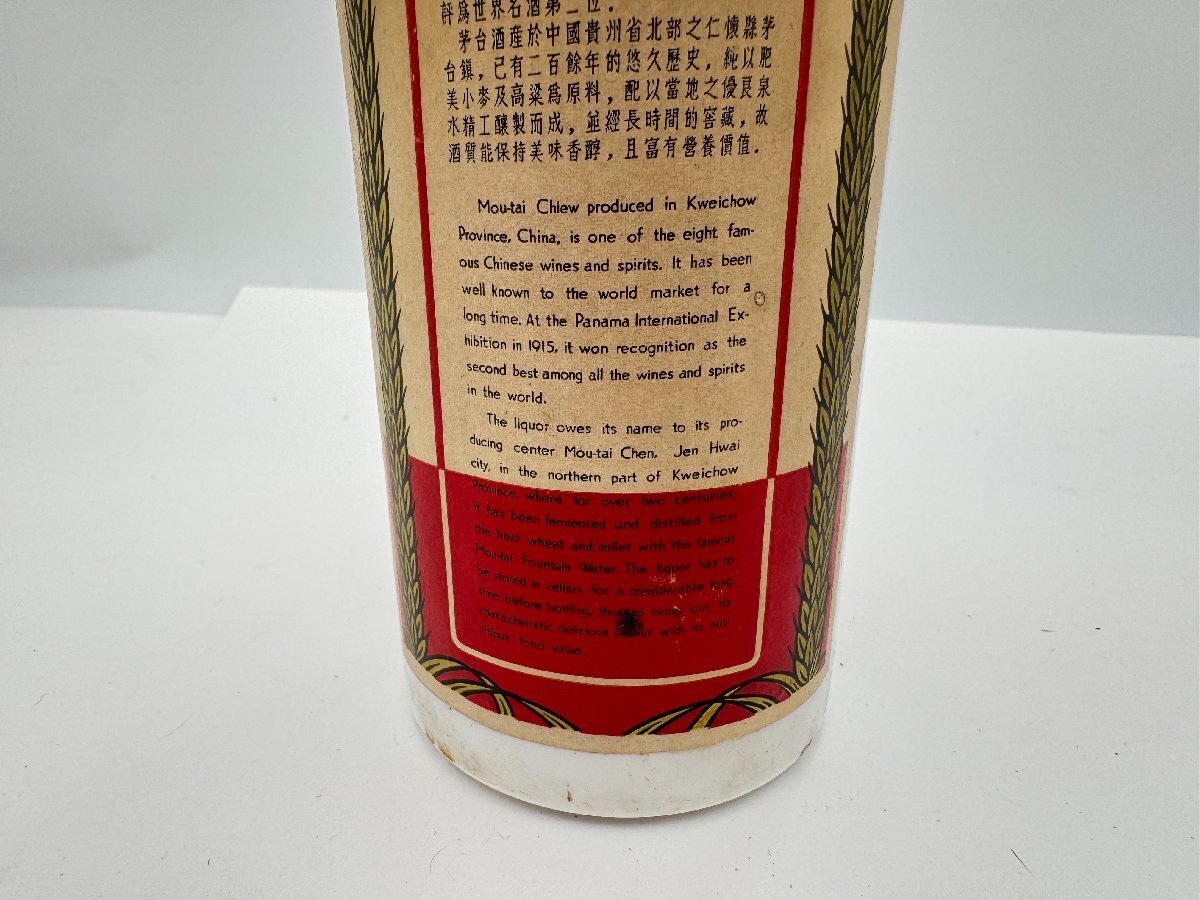 評爲世界名酒第二位.
茅台酒産於中國貴州省北部之仁懷縣茅
台鎮, 已有二百餘年的悠久歷史, 純以肥
美小麥及高粱爲原料, 配以當地之優良泉
水精工釀製而成, 並經長時間的窖藏, 故
酒質能保持美味香醇, 且富有營養價值.
Mou-tai Chiew produced in Kweichow
Province, China, is one of the eight fam-
ous Chinese wines and spirits. It has been
well known to the world market for a
long time. At the Panama International Ex-
hibition in 1915, it won recognition as the
second best among all the wines and spirits
in the world.
The liquor owes its name to its pro-
ducing center Mou-tai Chen, Jen Hwai
city, in the northern part of Kweichow
Province, where for over two centuries
it has been fermented and distilled from
the best wheat and millet with the famous
Mou-tai Fountain Water. The liquor has to
be stored in cellars for a considerable long
time before bottling, thus to bring out its
characteristic delicious flavour with its nut-
ritious food value.